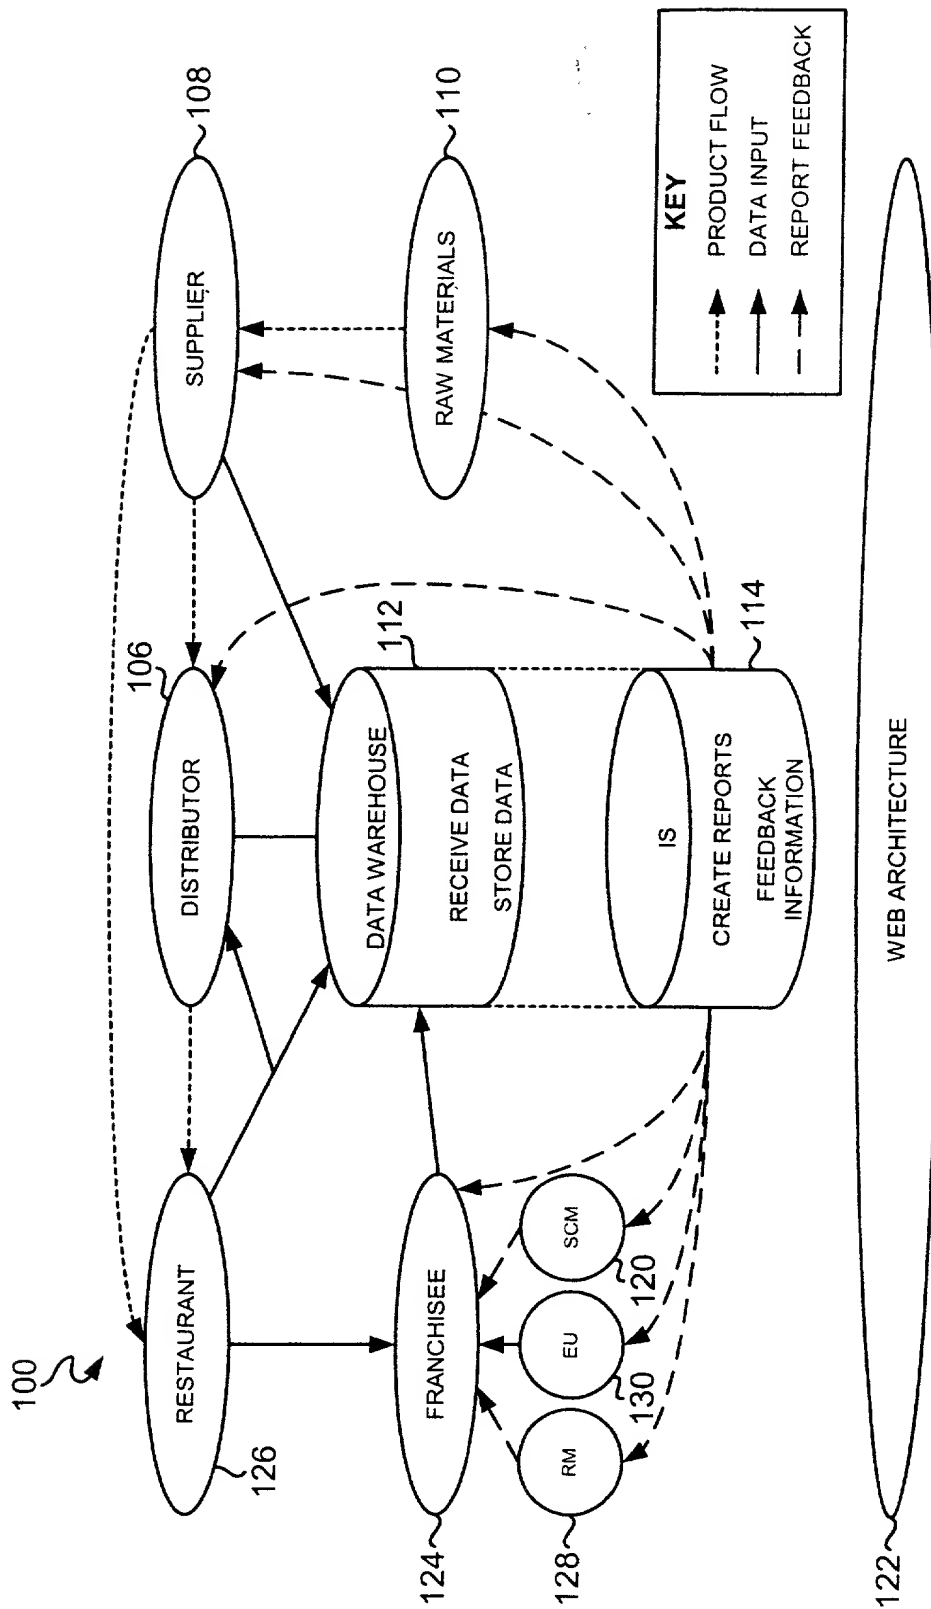 100
RESTAURANT
126
DISTRIBUTOR
106
SUPPLIER
108
FRANCHISEE
124
DATA WAREHOUSE
RECEIVE DATA
STORE DATA
112
RAW MATERIALS
110
RM
128
EU
130
SCM
120
IS
CREATE REPORTS
FEEDBACK
INFORMATION
114
KEY
PRODUCT FLOW
DATA INPUT
REPORT FEEDBACK
WEB ARCHITECTURE
122